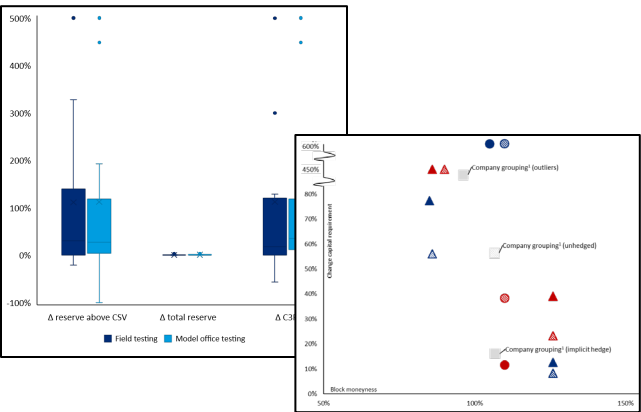 500%
400%
300%
200%
100%
0%
-100%
Δ reserve above CSV
Δ total reserve
Δ C3
Field testing
Model office testing
600%
450%
80%
70%
60%
50%
40%
30%
20%
10%
0%
Change capital requirement
Company grouping¹ (outliers)
Company grouping¹ (unhedged)
Company grouping¹ (implicit hedge)
Block moneyness
50%
100%
150%